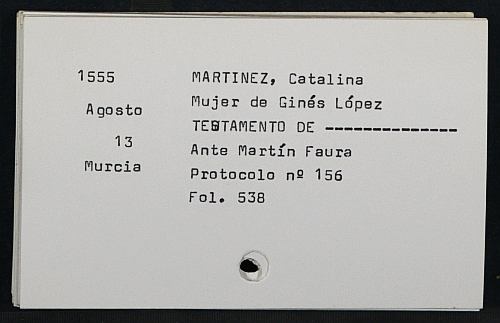 1555
Agosto
13
Murcia
MARTINEZ, Catalina
Mujer de Ginés López
TESTAMENTO DE --------------
Ante Martín Faura
Protocolo nº 156
Fol. 538